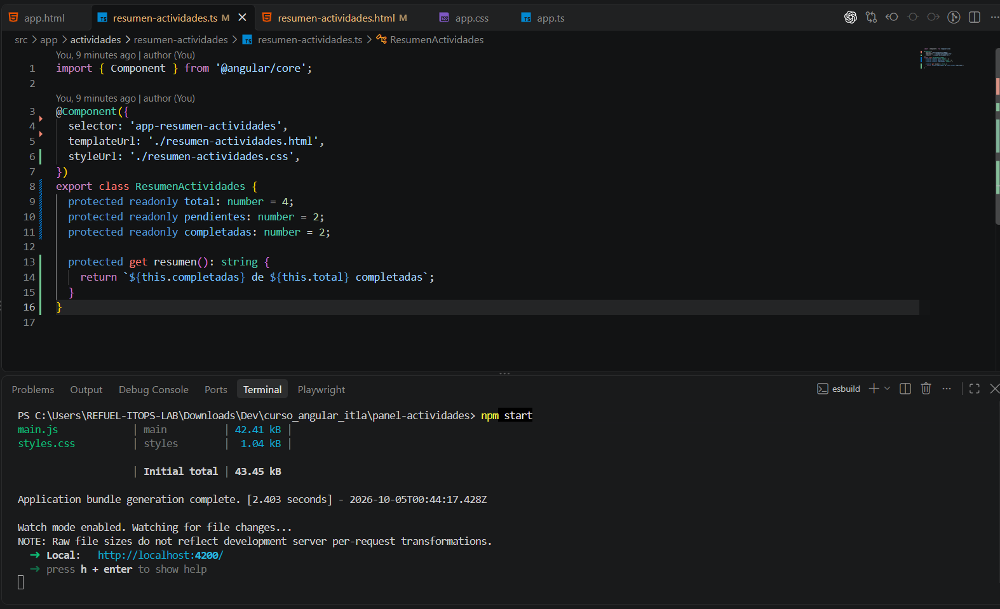 app.html
resumen-actividades.ts M
resumen-actividades.html M
app.css
app.ts
src > app > actividades > resumen-actividades > resumen-actividades.ts > ResumenActividades
You, 9 minutes ago | author (You)
1 import { Component } from '@angular/core';
2
You, 9 minutes ago | author (You)
3 @Component({
4 selector: 'app-resumen-actividades',
5 templateUrl: './resumen-actividades.html',
6 styleUrl: './resumen-actividades.css',
7 })
8 export class ResumenActividades {
9 protected readonly total: number = 4;
10 protected readonly pendientes: number = 2;
11 protected readonly completadas: number = 2;
12
13 protected get resumen(): string {
14 return `${this.completadas} de ${this.total} completadas`;
15 }
16 }
17
Problems Output Debug Console Ports Terminal Playwright
esbuild
PS C:\Users\REFUEL-ITOPS-LAB\Downloads\Dev\curso_angular_itla\panel-actividades> npm start
main.js | main | 42.41 kB |
styles.css | styles | 1.04 kB |
| Initial total | 43.45 kB
Application bundle generation complete. [2.403 seconds] - 2026-10-05T00:44:17.428Z
Watch mode enabled. Watching for file changes...
NOTE: Raw file sizes do not reflect development server per-request transformations.
➜ Local: http://localhost:4200/
➜ press h + enter to show help